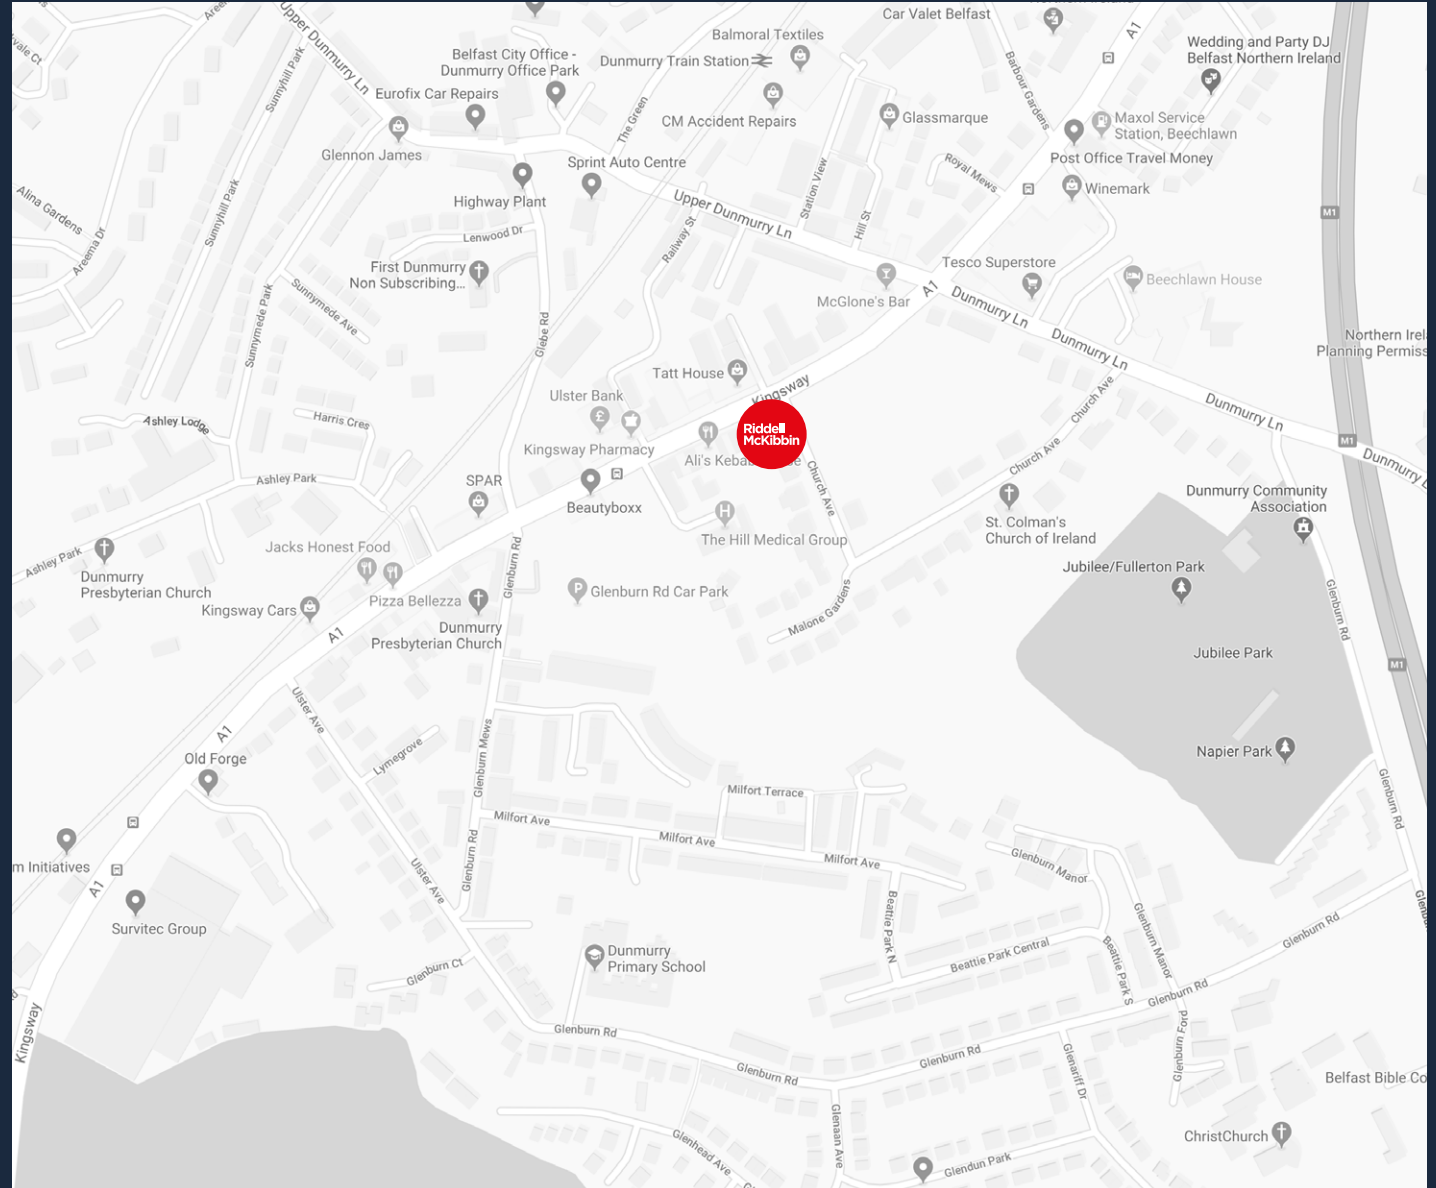 Upper Dunmurry Ln
Car Valet Belfast
A1
Balmoral Textiles
Wedding and Party DJ
Belfast Northern Ireland
Belfast City Office -
Dunmurry Office Park
Dunmurry Train Station
Sunnyhill Park
Barbour Gardens
Eurofix Car Repairs
The Green
CM Accident Repairs
Glassmarque
Maxol Service
Station, Beechlawn
Glennon James
Sprint Auto Centre
Post Office Travel Money
Royal Mews
Station View
Highway Plant
Winemark
Alina Gardens
Areema Dr
Sunnyhill Park
Upper Dunmurry Ln
Hill St
M1
Lenwood Dr
Railway St
First Dunmurry
Non Subscribing...
Tesco Superstore
Beechlawn House
Sunnymede Ave
Sunnymede Park
McGlone's Bar
A1
Dunmurry Ln
Glebe Rd
Dunmurry Ln
Northern Irel
Planning Permiss
Tatt House
Kingsway
Ulster Bank
Church Ave
Dunmurry Ln
Ashley Lodge
Harris Cres
Riddell
McKibbin
Kingsway Pharmacy
Ali's Keba
Church Ave
M1
Dunmurry L
SPAR
Ashley Park
Church Ave
Beautyboxx
Dunmurry Community
Association
St. Colman's
Church of Ireland
The Hill Medical Group
Jacks Honest Food
Ashley Park
Glenburn Rd
Jubilee/Fullerton Park
Dunmurry
Presbyterian Church
Glenburn Rd Car Park
Pizza Bellezza
Kingsway Cars
Malone Gardens
Glenburn Rd
A1
Dunmurry
Presbyterian Church
Jubilee Park
M1
Ulster Ave
A1
Lymegrove
Old Forge
Glenburn Mews
Napier Park
Milfort Terrace
Glenburn Rd
Milfort Ave
Milfort Ave
Milfort Ave
m Initiatives
Glenburn Rd
Glenburn Manor
A1
Ulster Ave
Survitec Group
Beattie Park N
Glenburn Manor
Glenburn Rd
Dunmurry
Primary School
Beattie Park Central
Beattie Park S
Glenburn Ct
Glenburn Rd
Kingsway
Glenburn Rd
Glenburn Rd
Glenburn Rd
Glenariff Dr
Glenburn Ford
Belfast Bible Co
Glenaan Ave
ChristChurch
Glenhead Ave
Glendun Park